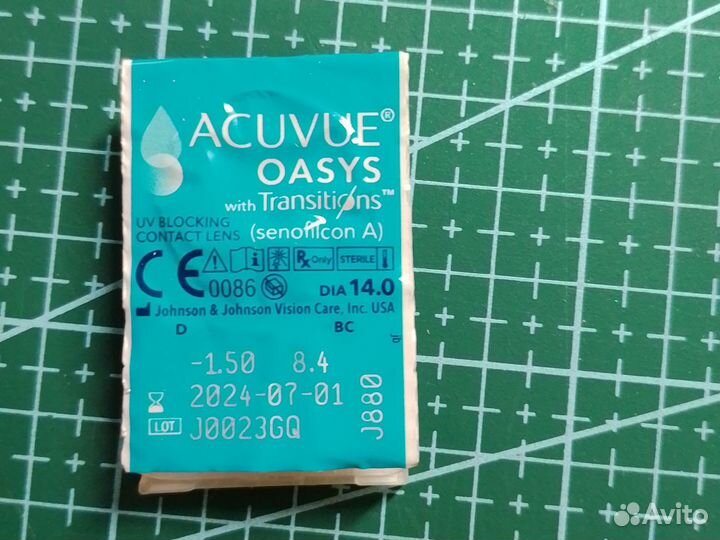 ACUVUE®
OASYS
with Transitions™
UV BLOCKING
CONTACT LENS
(senofilcon A)
CE 0086
Rx Only
STERILE
DIA 14.0
Johnson & Johnson Vision Care, Inc. USA
D BC
-1.50 8.4
2024-07-01
LOT J0023GQ
J880
Avito